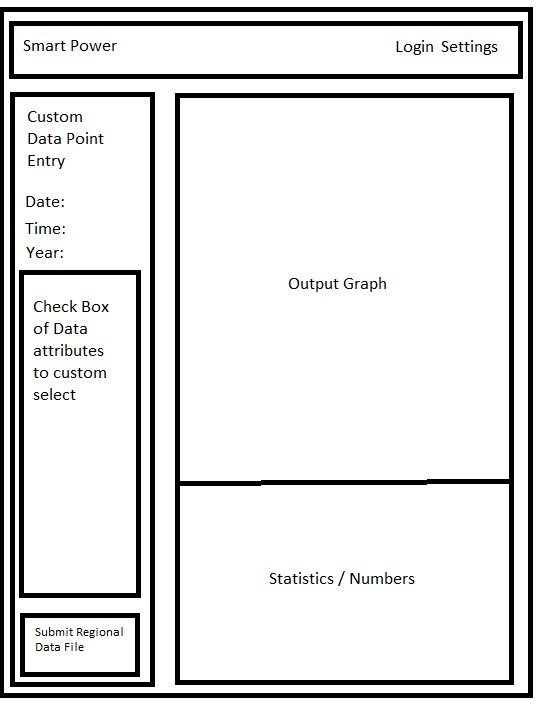 Smart Power
Login Settings
Custom
Data Point
Entry
Date:
Time:
Year:
Check Box
of Data
attributes
to custom
select
Submit Regional
Data File
Output Graph
Statistics / Numbers